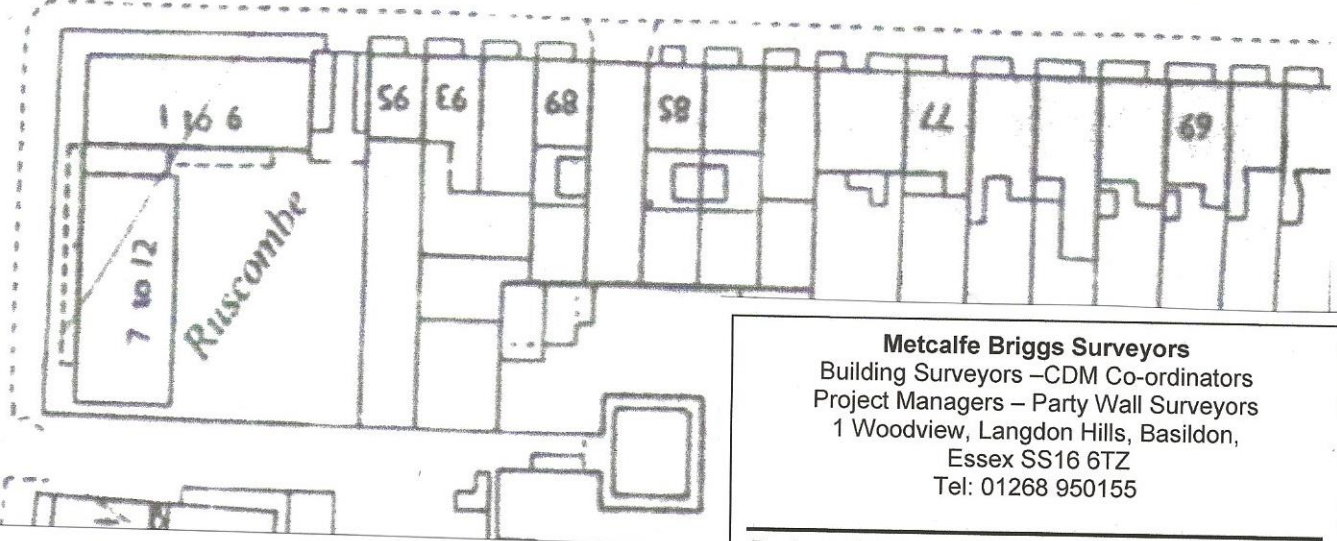 95
93
89
85
77
69
1 to 6
7 to 12
Ruscombe
Metcalfe Briggs Surveyors
Building Surveyors –CDM Co-ordinators
Project Managers – Party Wall Surveyors
1 Woodview, Langdon Hills, Basildon,
Essex SS16 6TZ
Tel: 01268 950155